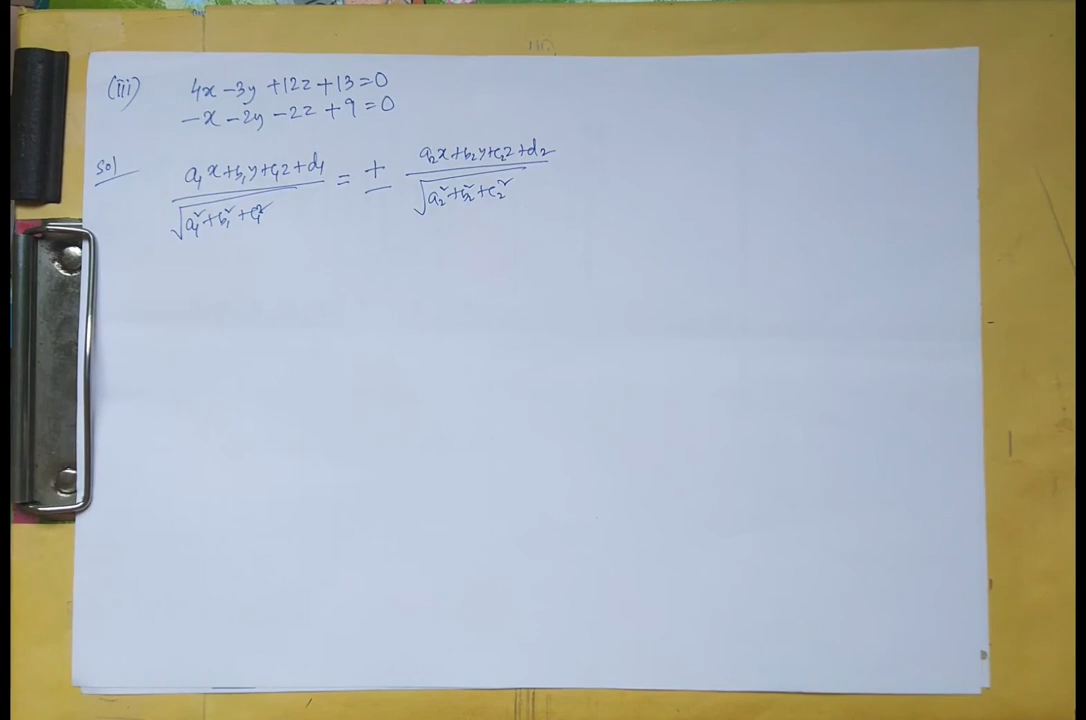 (iii) 4x - 3y + 12z + 13 = 0
-x - 2y - 2z + 9 = 0
Sol a₁x + b₁y + c₁z + d₁ / √a₁² + b₁² + c₁² = ± a₂x + b₂y + c₂z + d₂ / √a₂² + b₂² + c₂²